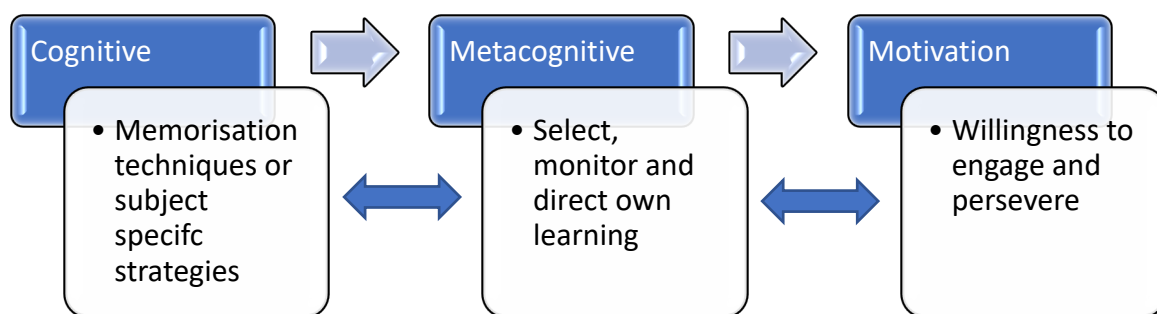 Cognitive
• Memorisation
techniques or
subject
specifc
strategies
Metacognitive
• Select,
monitor and
direct own
learning
Motivation
• Willingness to
engage and
persevere